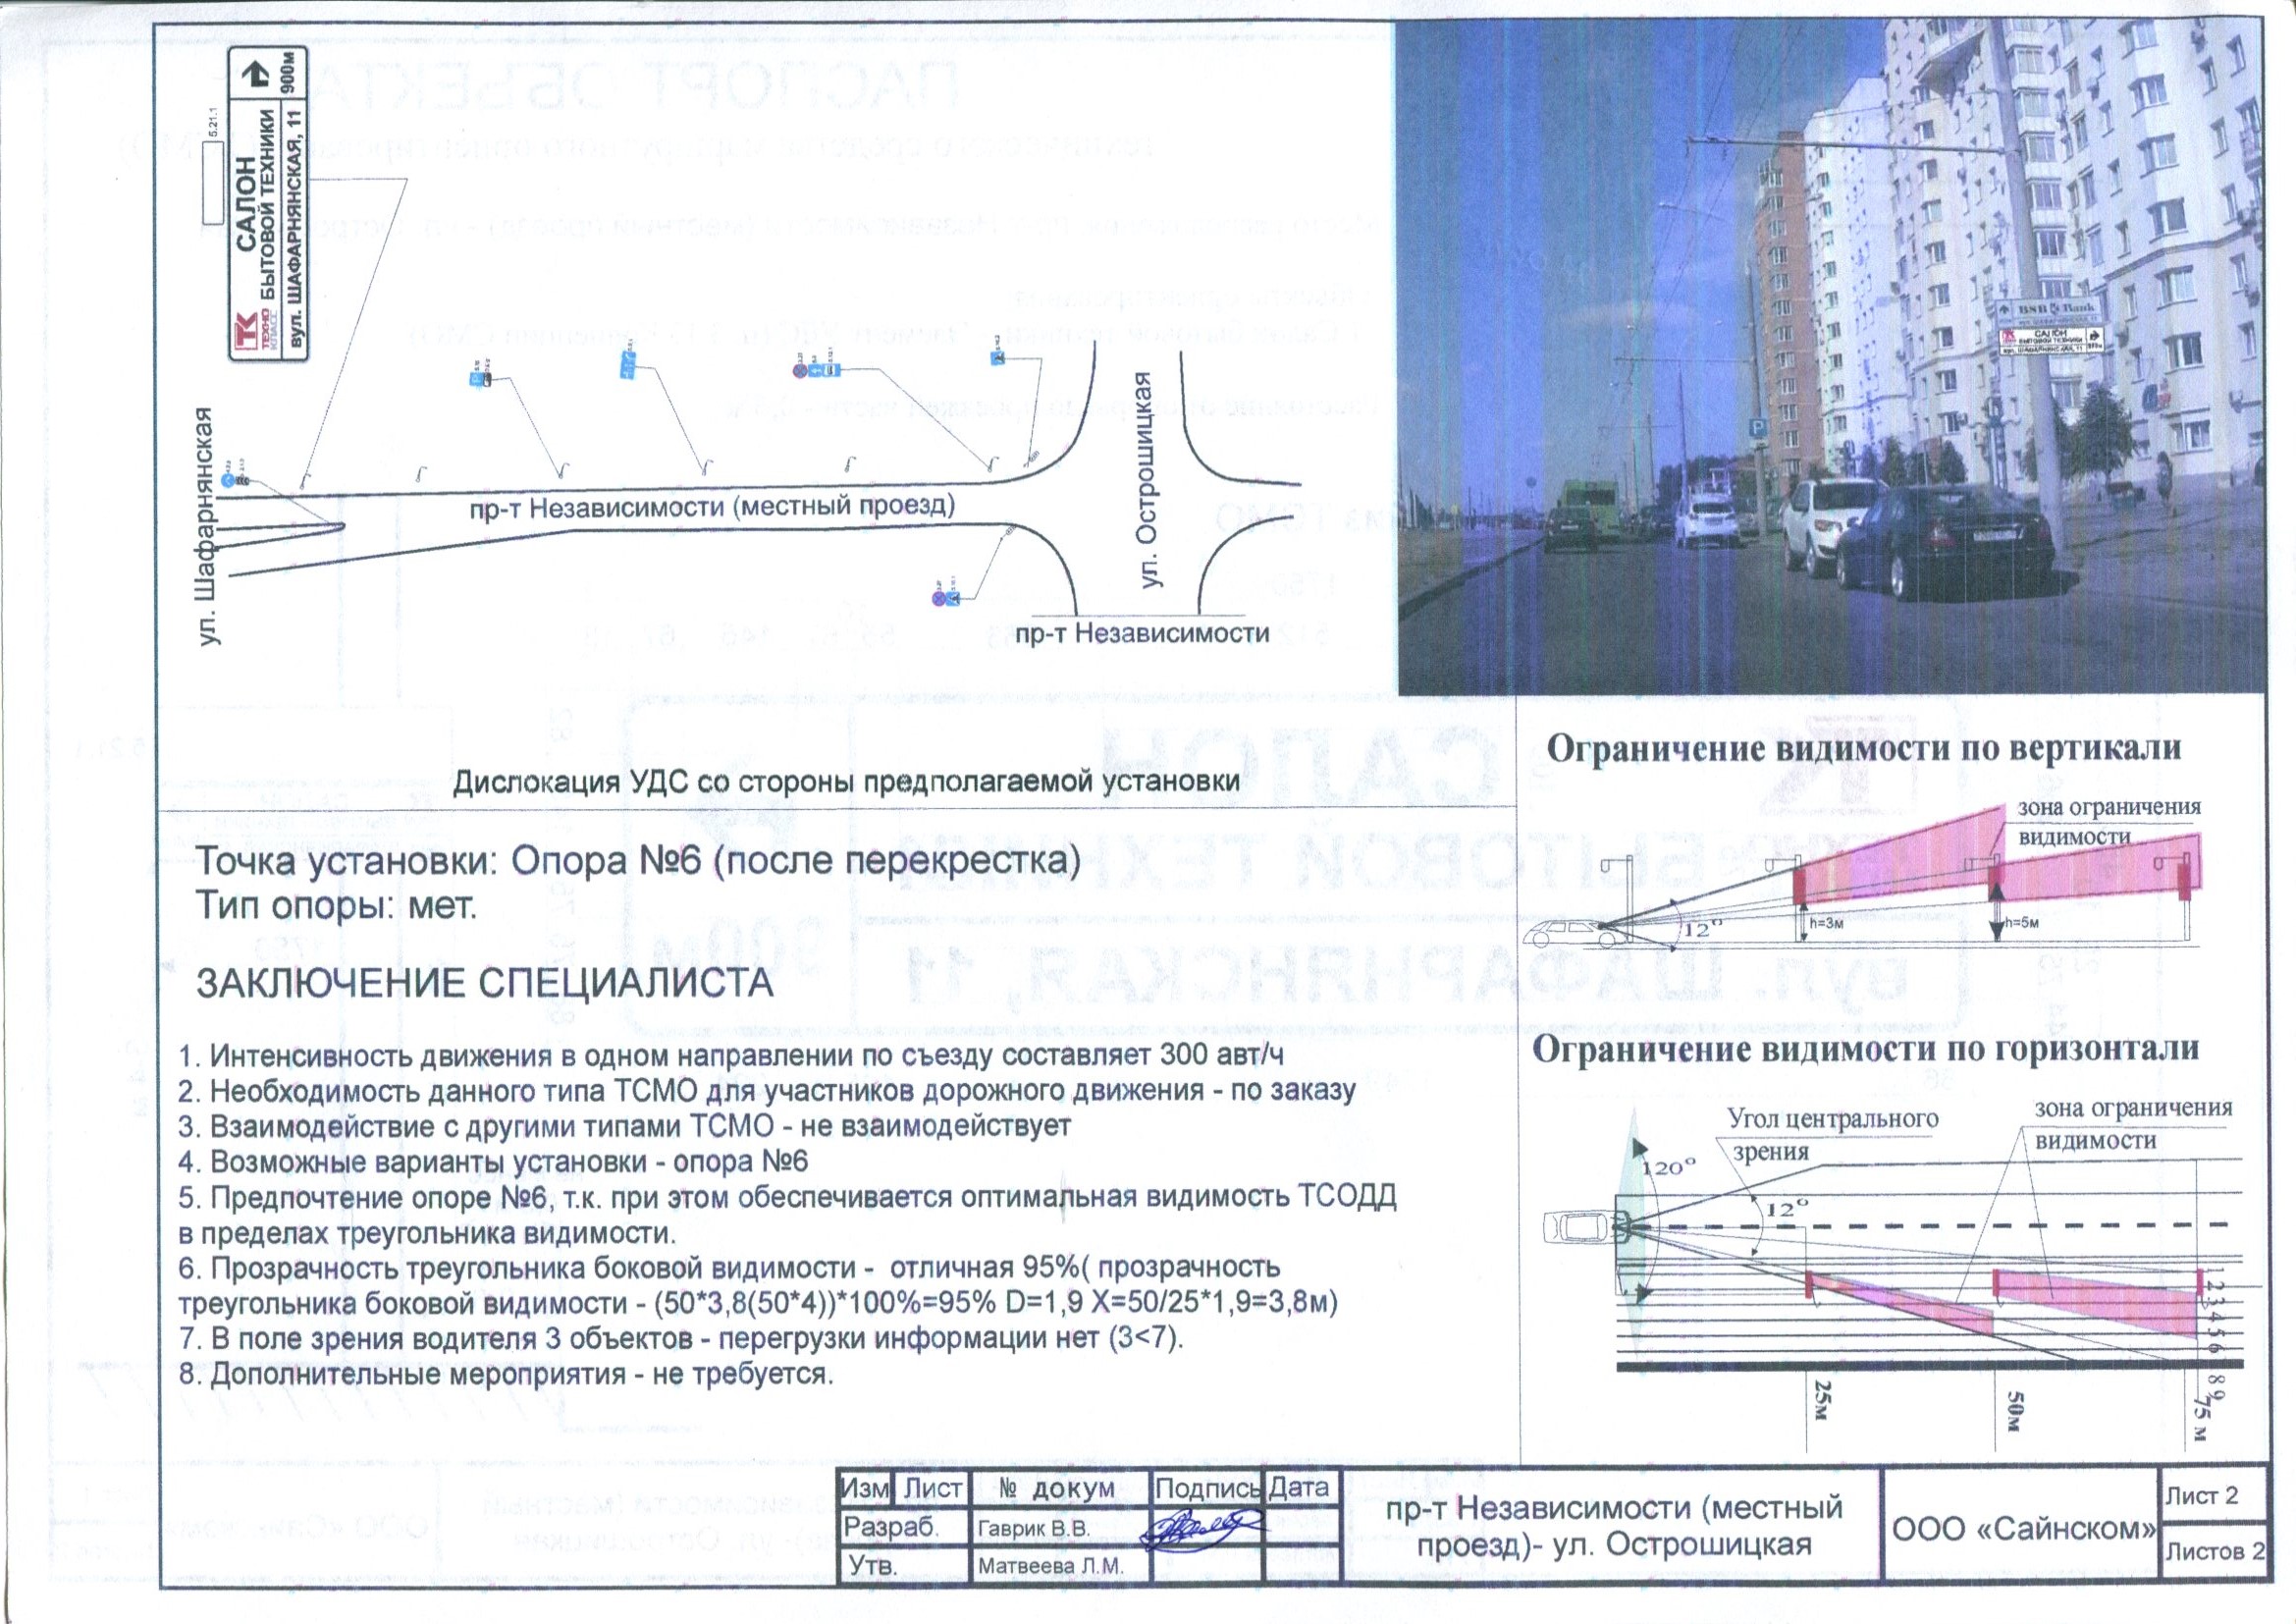 5.21.1
ТК
ТЕХНО
КЛАСС
САЛОН
БЫТОВОЙ ТЕХНИКИ
вул. ШАФАРНЯНСКАЯ, 11
900м
ул. Шафарнянская
пр-т Независимости (местный проезд)
ул. Острошицкая
пр-т Независимости
BSB Bank
САЛОН
БЫТОВОЙ ТЕХНИКИ
вул. ШАФАРНЯНСКАЯ, 11
P
Дислокация УДС со стороны предполагаемой установки
Точка установки: Опора №6 (после перекрестка)
Тип опоры: мет.
ЗАКЛЮЧЕНИЕ СПЕЦИАЛИСТА
1. Интенсивность движения в одном направлении по съезду составляет 300 авт/ч
2. Необходимость данного типа ТСМО для участников дорожного движения - по заказу
3. Взаимодействие с другими типами ТСМО - не взаимодействует
4. Возможные варианты установки - опора №6
5. Предпочтение опоре №6, т.к. при этом обеспечивается оптимальная видимость ТСОДД
в пределах треугольника видимости.
6. Прозрачность треугольника боковой видимости - отличная 95%( прозрачность
треугольника боковой видимости - (50*3,8(50*4))*100%=95% D=1,9 X=50/25*1,9=3,8м)
7. В поле зрения водителя 3 объектов - перегрузки информации нет (3<7).
8. Дополнительные мероприятия - не требуется.
Ограничение видимости по вертикали
зона ограничения
видимости
12°
h=3м
h=5м
Ограничение видимости по горизонтали
Угол центрального
зрения
зона ограничения
видимости
120°
12°
1 2 3 4 5 6 8 9
25м
50м
75 м
Изм Лист № докум Подпись Дата
Разраб. Гаврик В.В.
Утв. Матвеева Л.М.
пр-т Независимости (местный
проезд)- ул. Острошицкая
ООО «Сайнском»
Лист 2
Листов 2